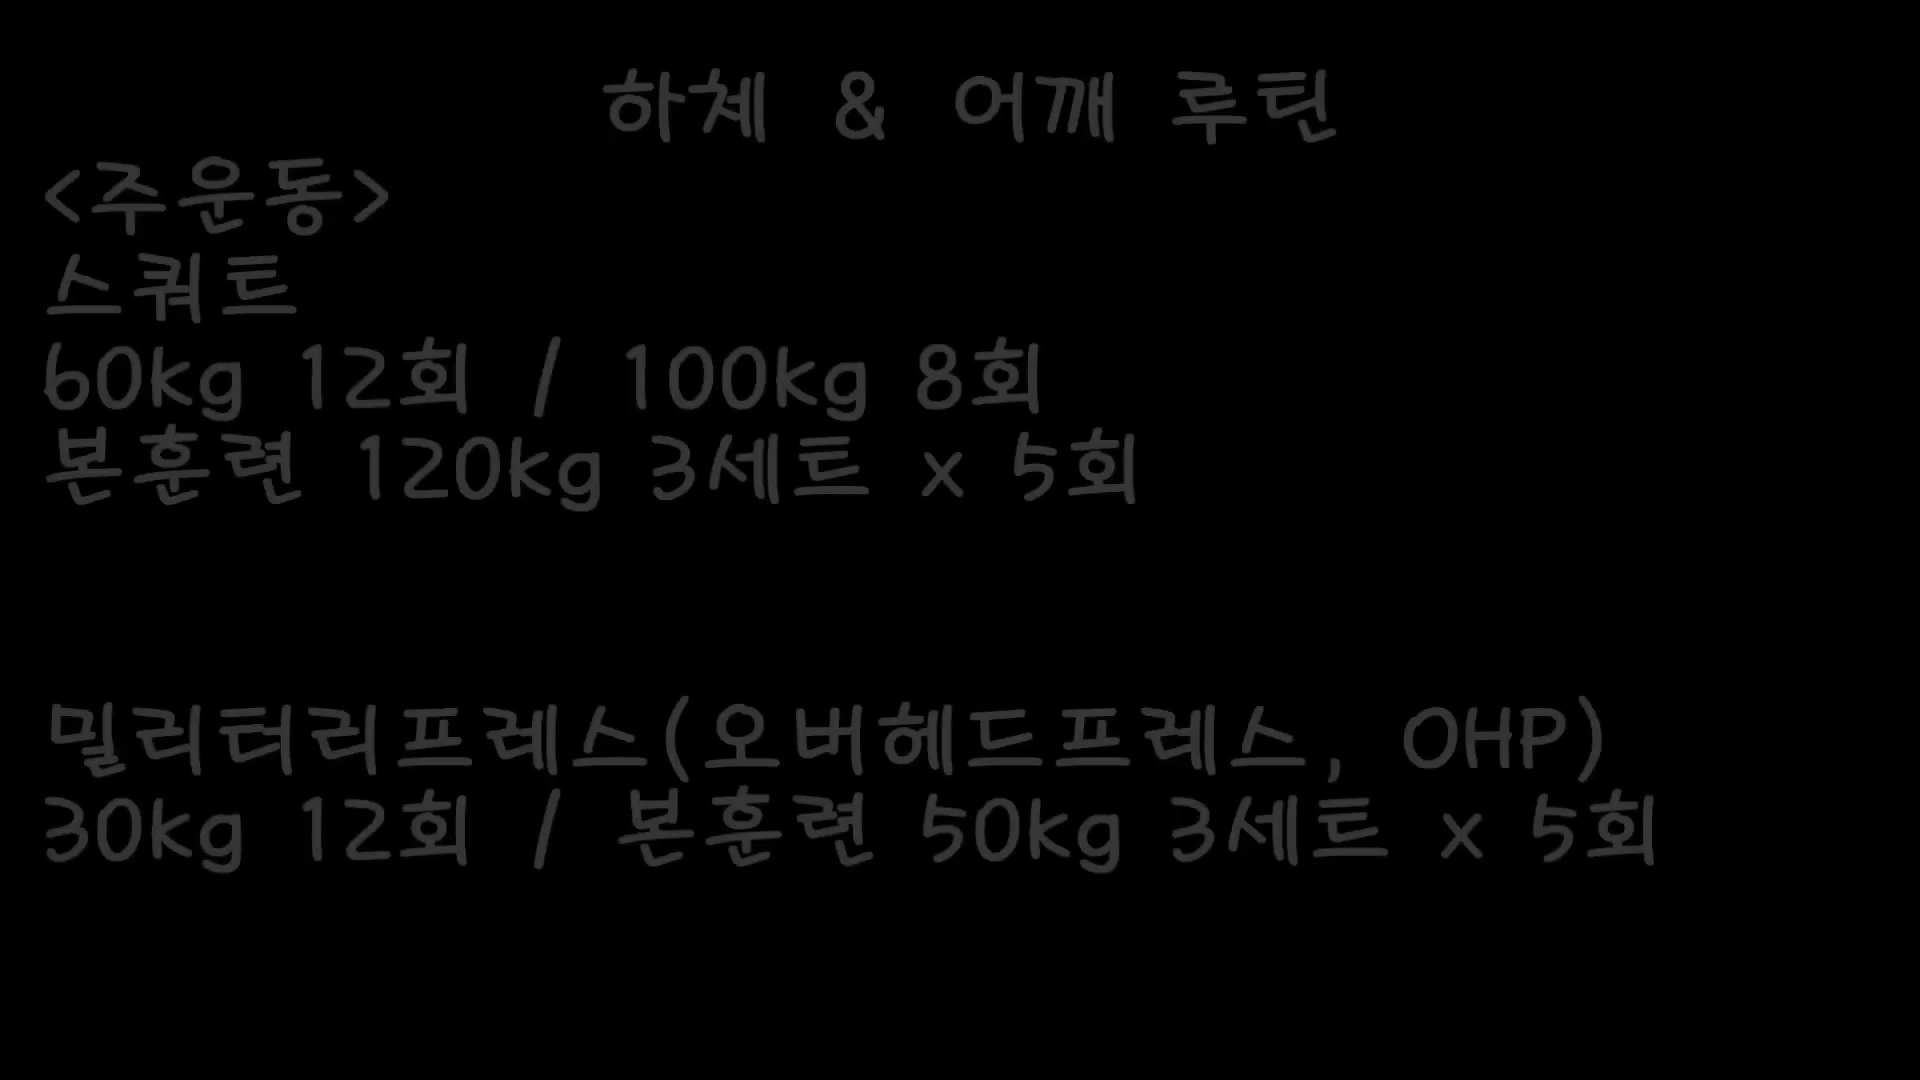 하체 & 어깨 루틴
<주운동>
스쿼트
60kg 12회 / 100kg 8회
본훈련 120kg 3세트 x 5회
밀리터리프레스(오버헤드프레스, OHP)
30kg 12회 / 본훈련 50kg 3세트 x 5회